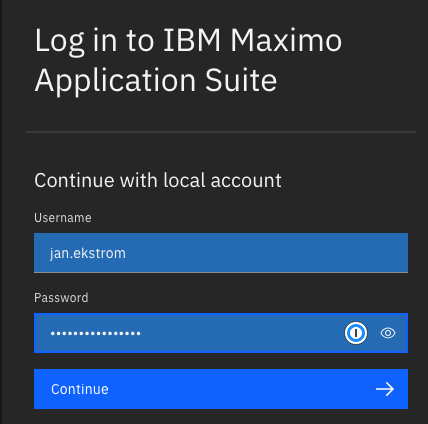 Log in to IBM Maximo
Application Suite
Continue with local account
Username
jan.ekstrom
Password
••••••••••••••••
Continue